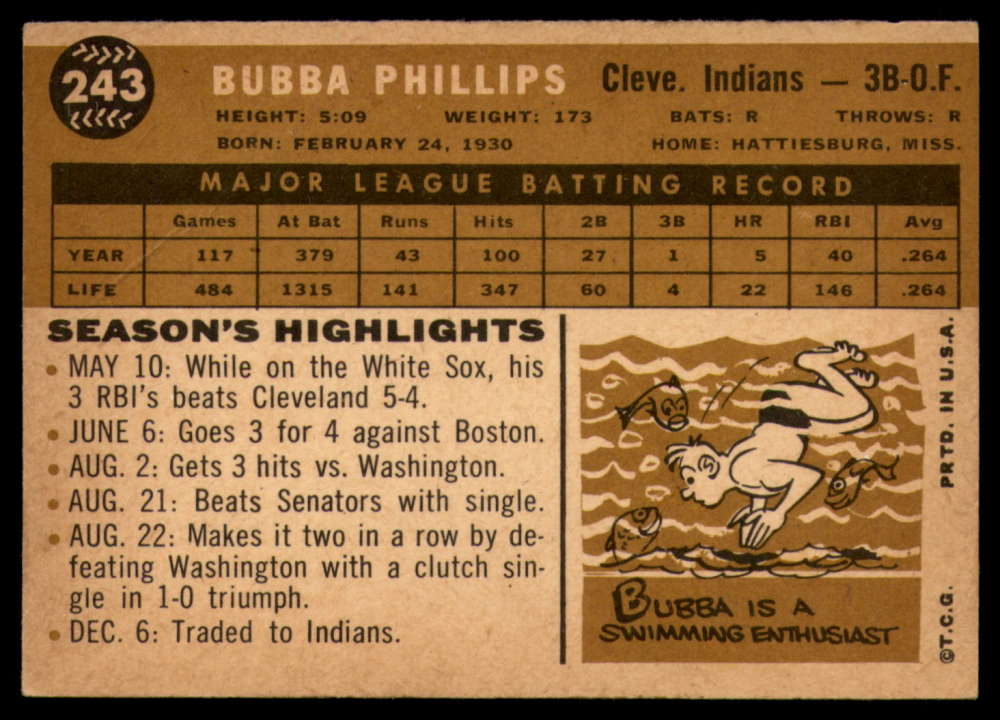 243
BUBBA PHILLIPS Cleve. Indians — 3B-O.F.
HEIGHT: 5:09 WEIGHT: 173 BATS: R THROWS: R
BORN: FEBRUARY 24, 1930 HOME: HATTIESBURG, MISS.
MAJOR LEAGUE BATTING RECORD
Games At Bat Runs Hits 2B 3B HR RBI Avg
YEAR 117 379 43 100 27 1 5 40 .264
LIFE 484 1315 141 347 60 4 22 146 .264
SEASON'S HIGHLIGHTS
• MAY 10: While on the White Sox, his
3 RBI's beats Cleveland 5-4.
• JUNE 6: Goes 3 for 4 against Boston.
• AUG. 2: Gets 3 hits vs. Washington.
• AUG. 21: Beats Senators with single.
• AUG. 22: Makes it two in a row by de-
feating Washington with a clutch sin-
gle in 1-0 triumph.
• DEC. 6: Traded to Indians.
BUBBA IS A
SWIMMING ENTHUSIAST
©T.C.G. PRTD. IN U.S.A.